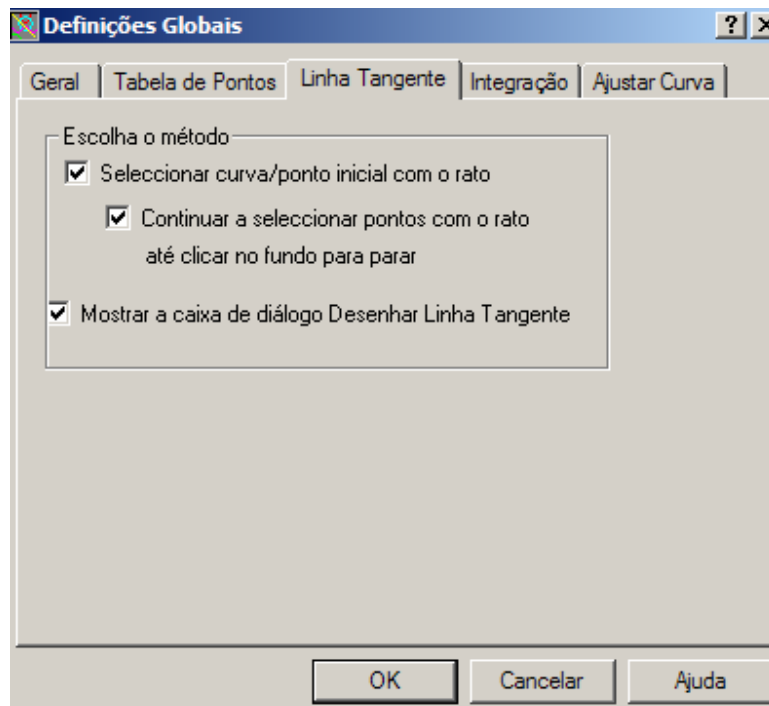 Definições Globais
Geral
Tabela de Pontos
Linha Tangente
Integração
Ajustar Curva
Escolha o método
Seleccionar curva/ponto inicial com o rato
Continuar a seleccionar pontos com o rato
até clicar no fundo para parar
Mostrar a caixa de diálogo Desenhar Linha Tangente
OK
Cancelar
Ajuda